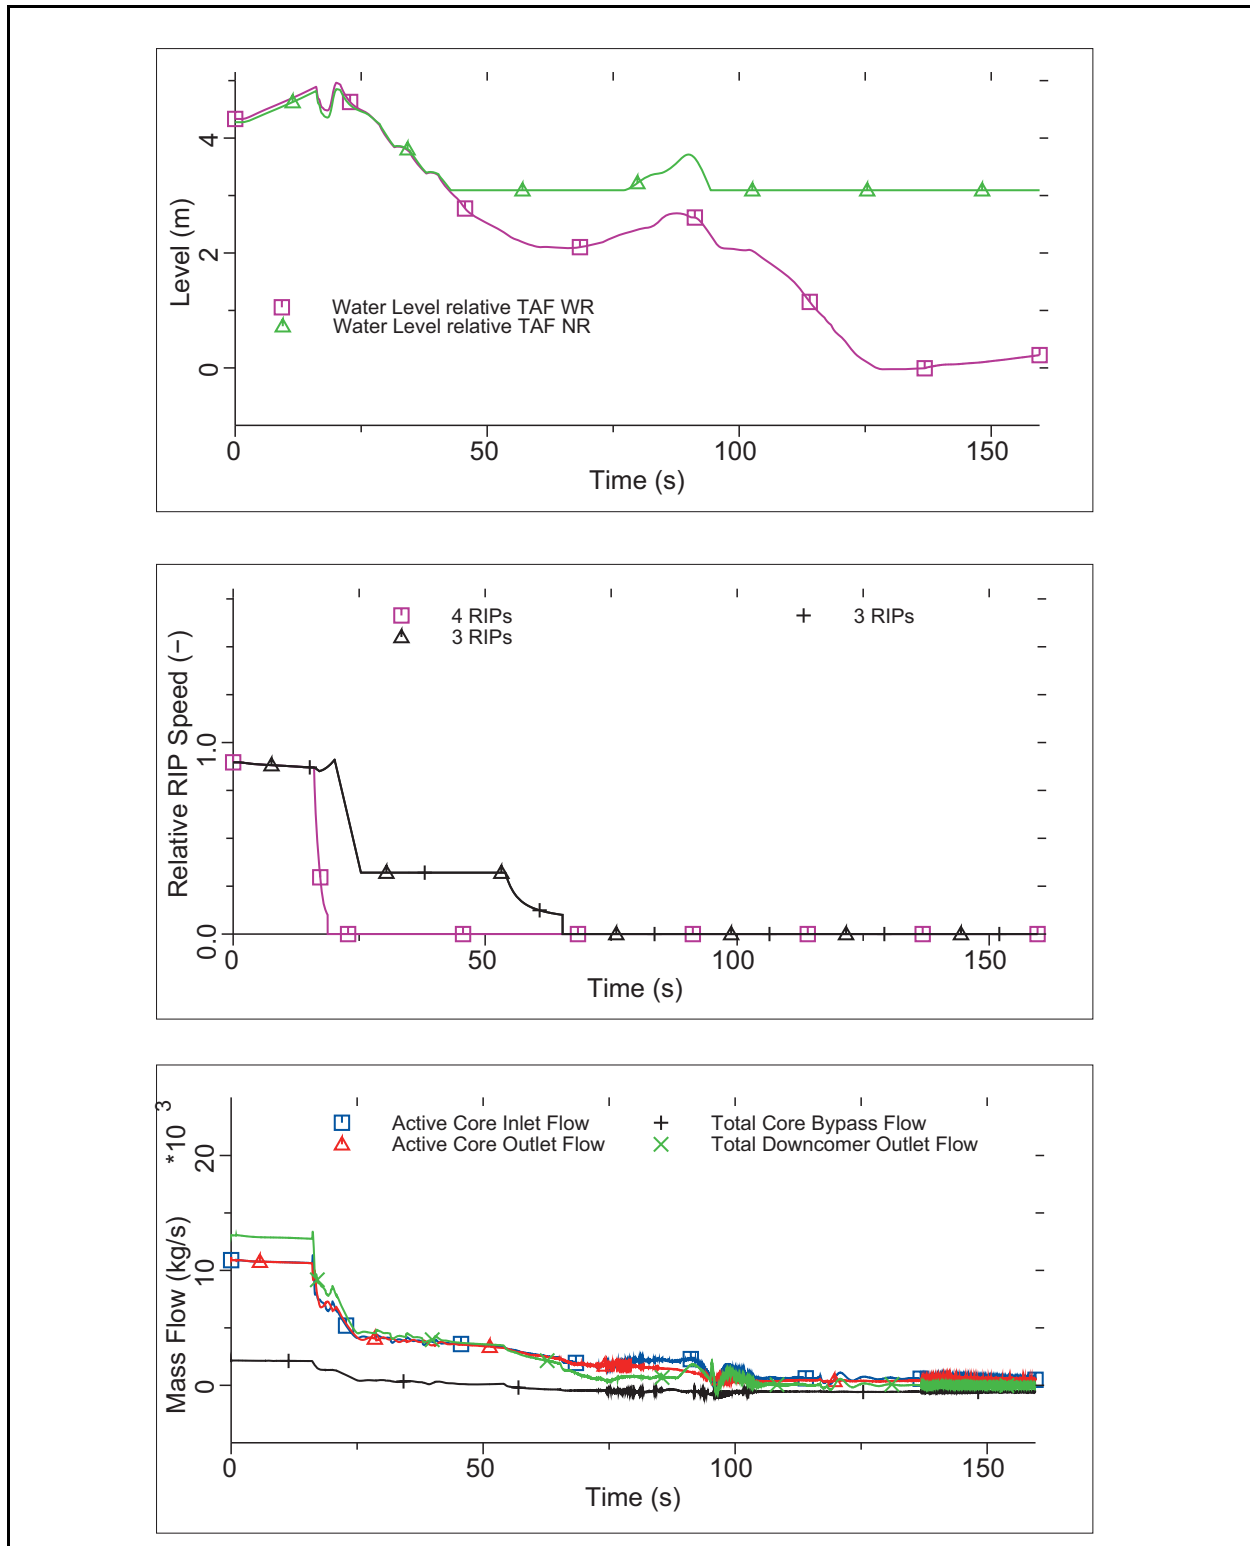 Level (m)
4
2
0
Water Level relative TAF WR
Water Level relative TAF NR
0 50 100 150
Time (s)
Relative RIP Speed (−)
1.0
0.0
4 RIPs 3 RIPs
3 RIPs
0 50 100 150
Time (s)
Mass Flow (kg/s) *10 3
20
10
0
Active Core Inlet Flow Total Core Bypass Flow
Active Core Outlet Flow Total Downcomer Outlet Flow
0 50 100 150
Time (s)